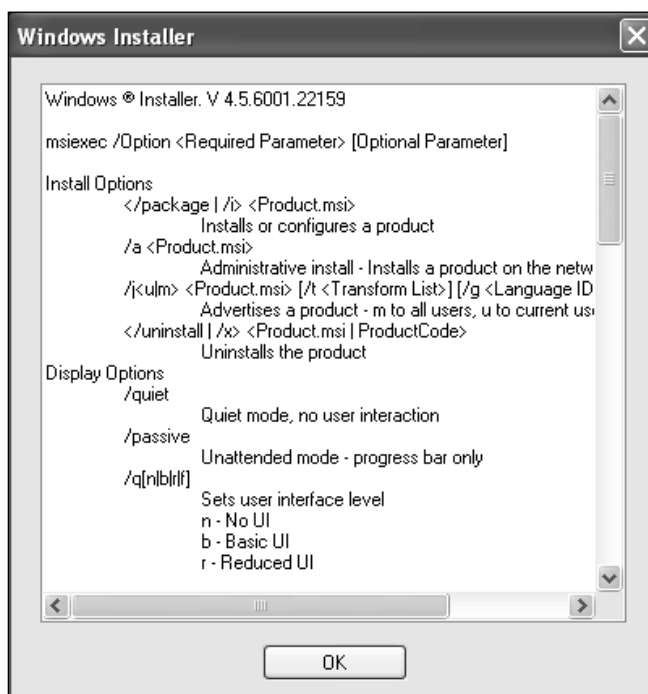 Windows Installer
Windows ® Installer. V 4.5.6001.22159
msiexec /Option <Required Parameter> [Optional Parameter]
Install Options
</package | /i> <Product.msi>
Installs or configures a product
/a <Product.msi>
Administrative install - Installs a product on the netw
/j<u|m> <Product.msi> [/t <Transform List>] [/g <Language ID
Advertises a product - m to all users, u to current use
</uninstall | /x> <Product.msi | ProductCode>
Uninstalls the product
Display Options
/quiet
Quiet mode, no user interaction
/passive
Unattended mode - progress bar only
/q[n|b|r|f]
Sets user interface level
n - No UI
b - Basic UI
r - Reduced UI
OK